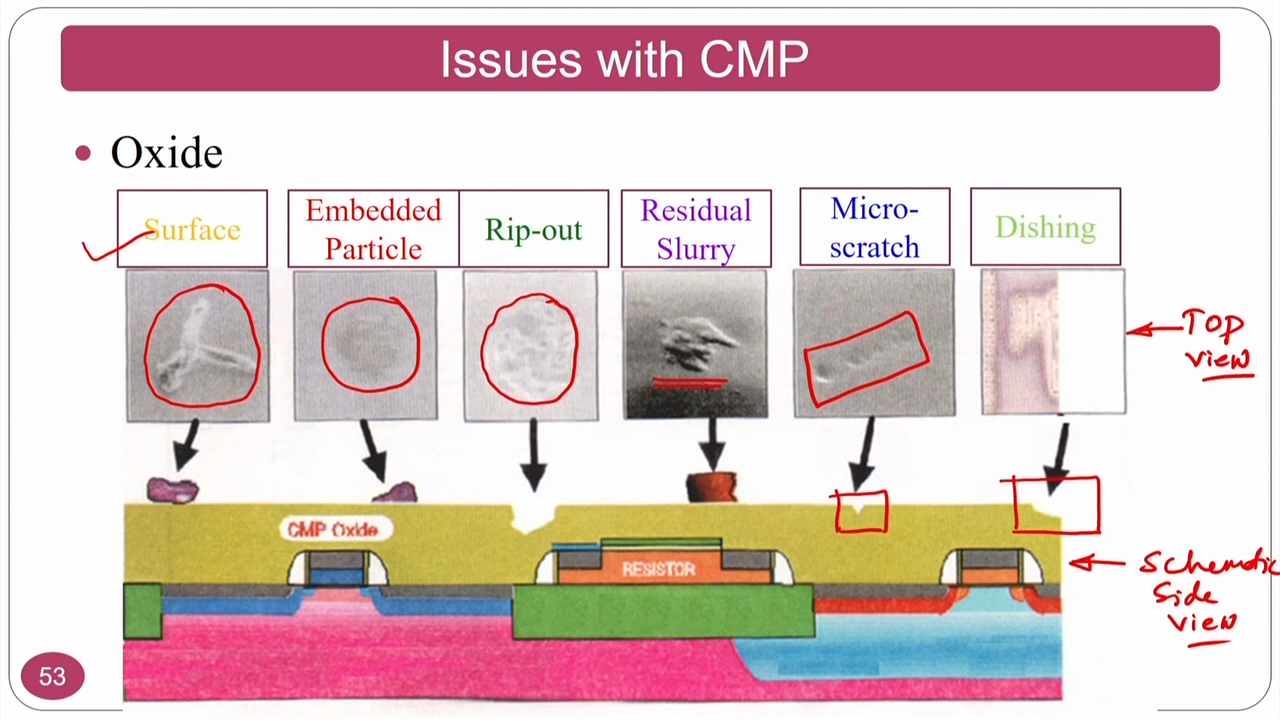 Issues with CMP
• Oxide
Surface
Embedded
Particle
Rip-out
Residual
Slurry
Micro-
scratch
Dishing
Top
view
CMP Oxide
RESISTOR
Schematic
Side
view
53